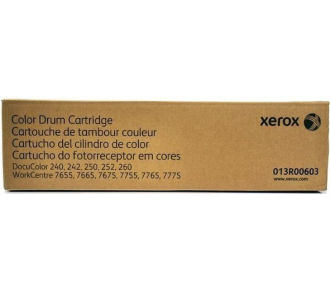 Color Drum Cartridge
Cartouche de tambour couleur
Cartucho del cilindro de color
Cartucho do fotorreceptor em cores
DocuColor 240, 242, 250, 252, 260
WorkCentre 7655, 7665, 7675, 7755, 7765, 7775
xerox
013R00603
www.xerox.com